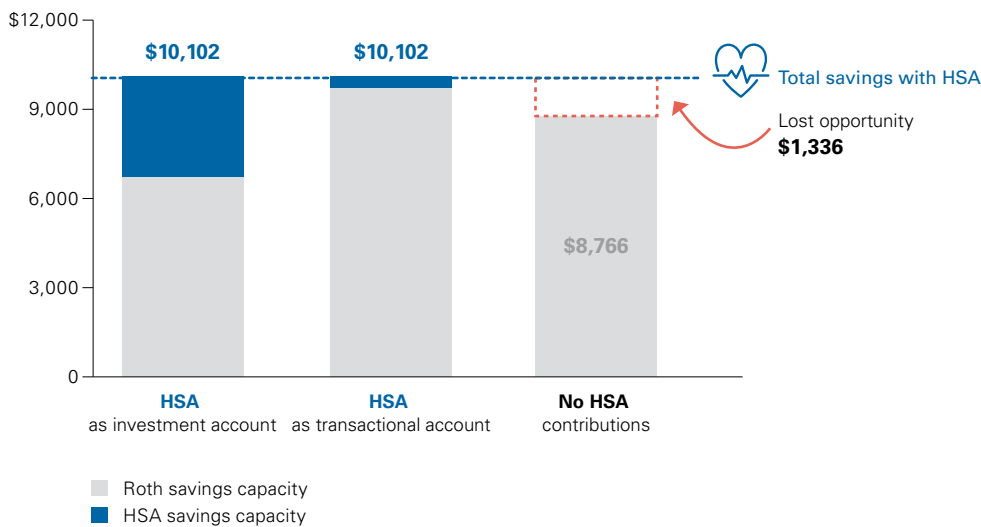 $12,000
9,000
6,000
3,000
0
$10,102
$10,102
$8,766
Total savings with HSA
Lost opportunity
$1,336
HSA
as investment account
HSA
as transactional account
No HSA
contributions
Roth savings capacity
HSA savings capacity